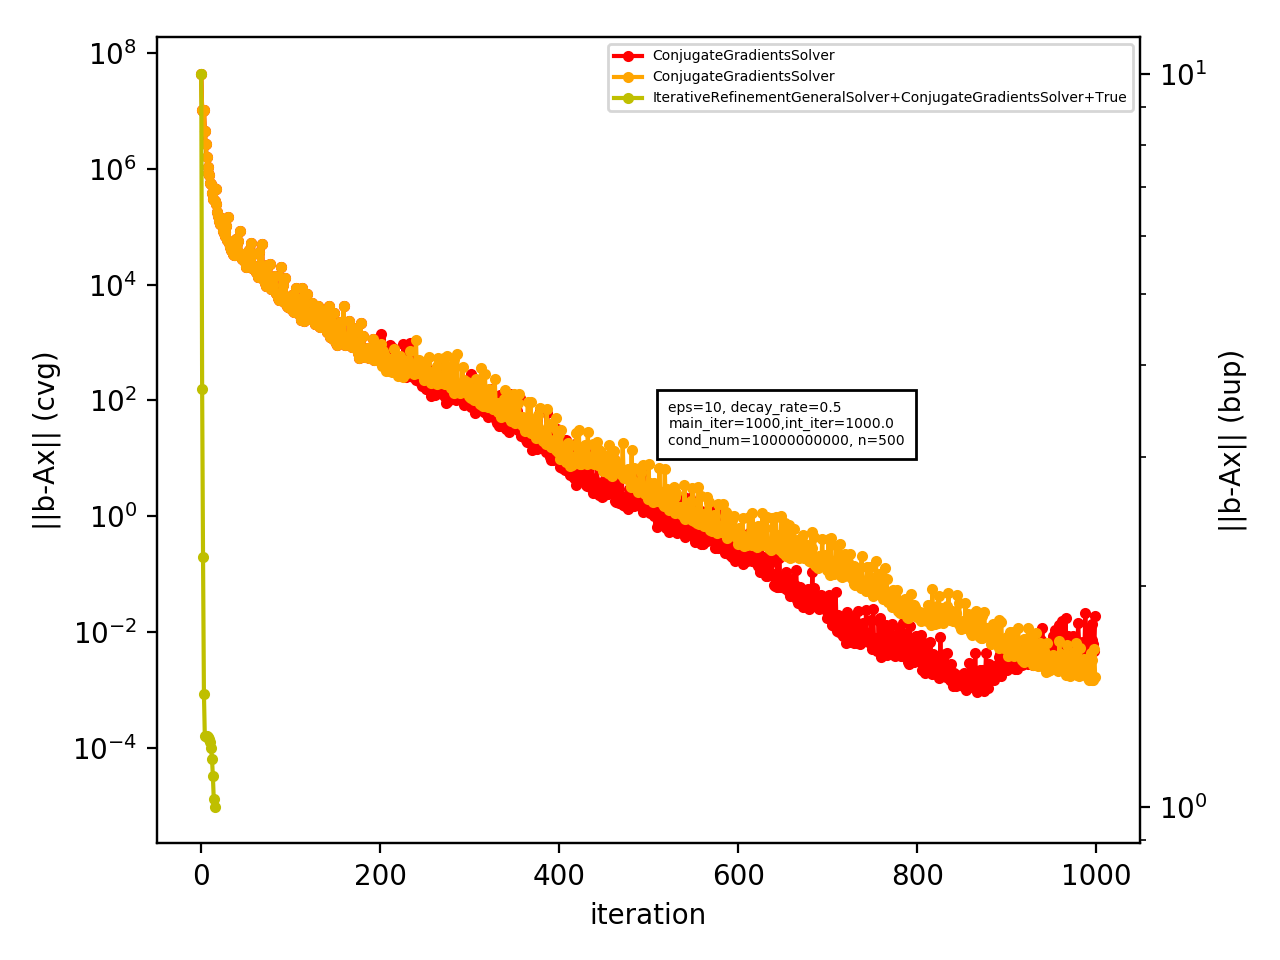 ConjugateGradientsSolver
ConjugateGradientsSolver
IterativeRefinementGeneralSolver+ConjugateGradientsSolver+True
10^8
10^6
10^4
10^2
10^0
10^-2
10^-4
||b-Ax|| (cvg)
eps=10, decay_rate=0.5
main_iter=1000,int_iter=1000.0
cond_num=10000000000, n=500
10^1
10^0
||b-Ax|| (bup)
0 200 400 600 800 1000
iteration